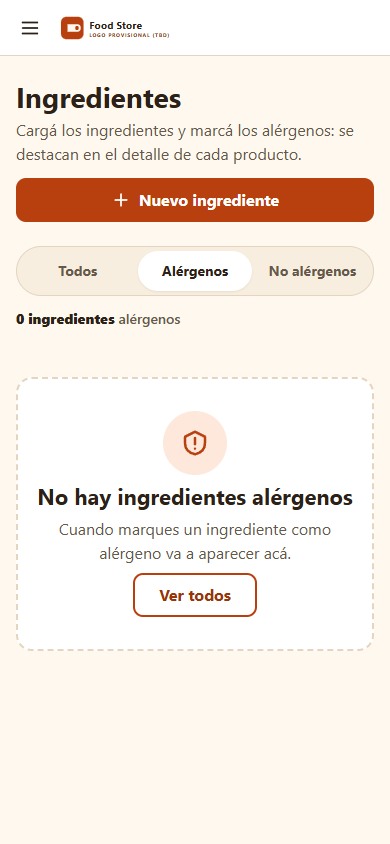 Food Store
LOGO PROVISIONAL (TBD)
Ingredientes
Cargá los ingredientes y marcá los alérgenos: se
destacan en el detalle de cada producto.
Nuevo ingrediente
Todos
Alérgenos
No alérgenos
0 ingredientes alérgenos
No hay ingredientes alérgenos
Cuando marques un ingrediente como
alérgeno va a aparecer acá.
Ver todos